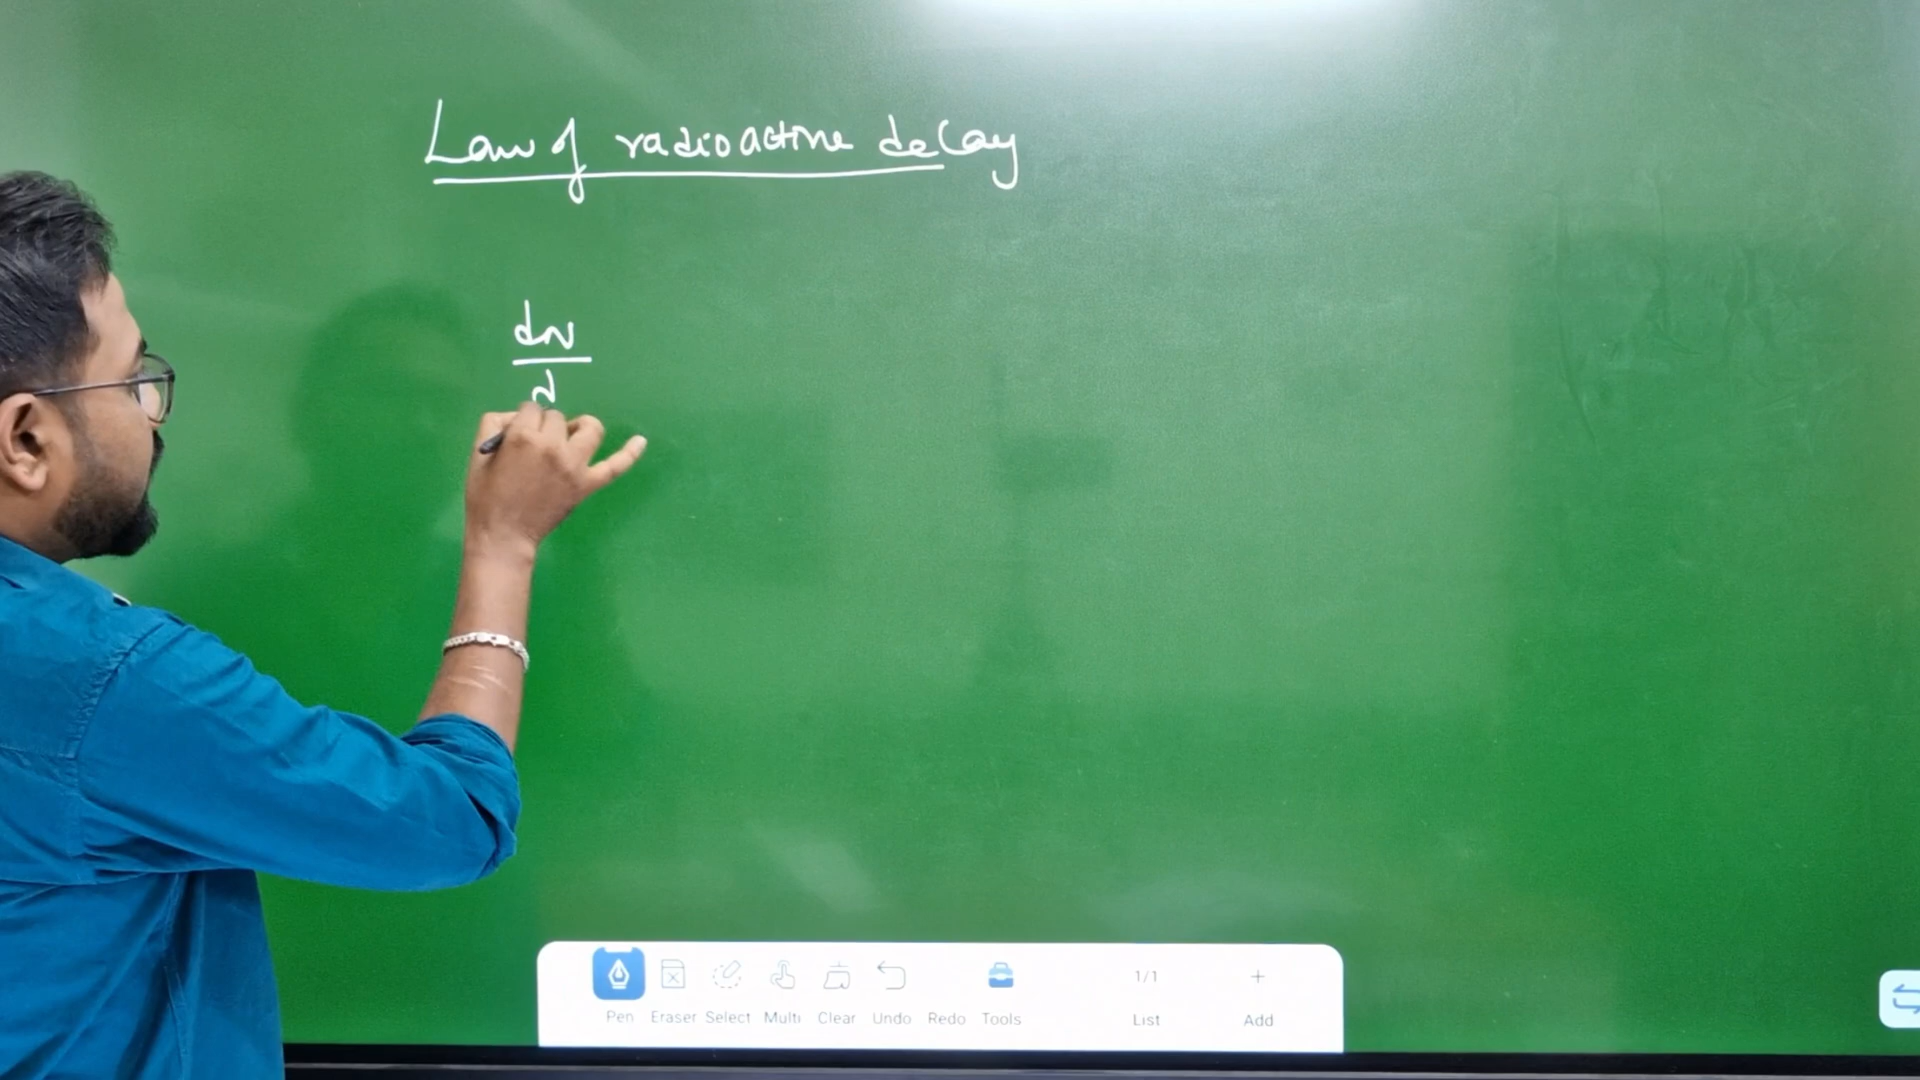 Law of radioactive decay
dN
Pen Eraser Select Multi Clear Undo Redo Tools 1/1 List + Add